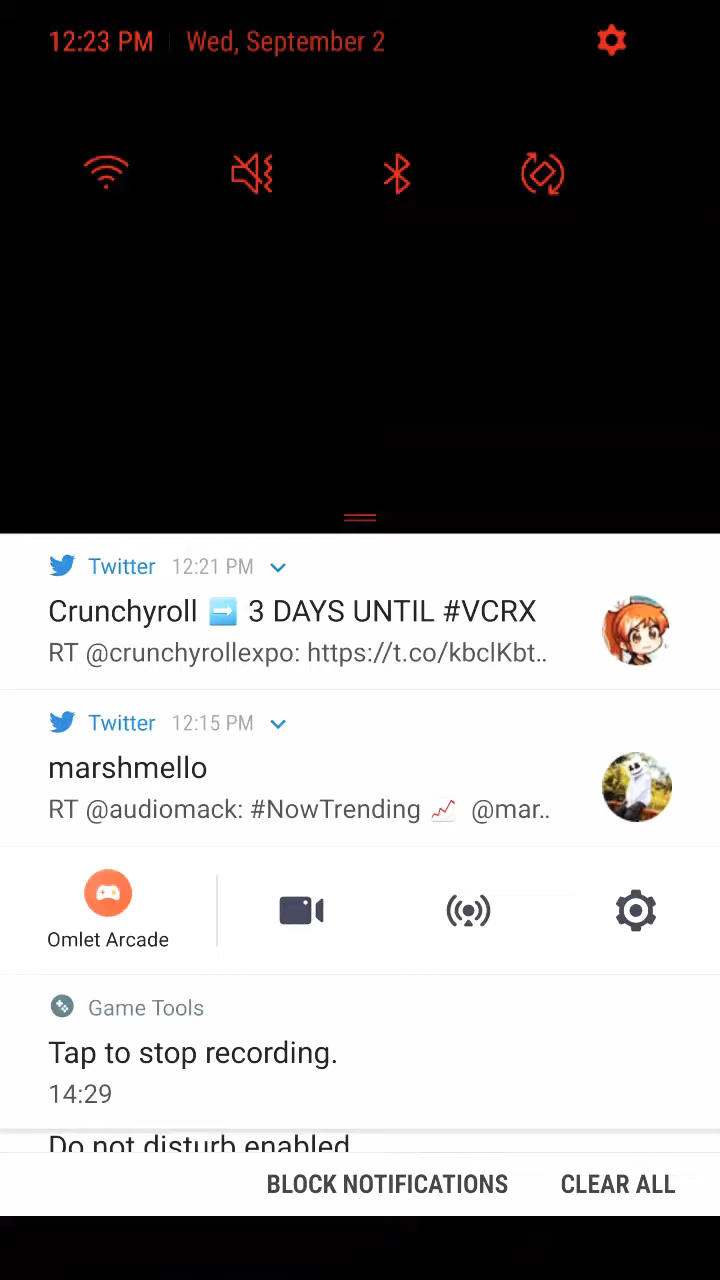 12:23 PM Wed, September 2
Twitter 12:21 PM
Crunchyroll ➡️ 3 DAYS UNTIL #VCRX
RT @crunchyrollexpo: https://t.co/kbclKbt..
Twitter 12:15 PM
marshmello
RT @audiomack: #NowTrending 📈 @mar..
Omlet Arcade
Game Tools
Tap to stop recording.
14:29
Do not disturb enabled
BLOCK NOTIFICATIONS CLEAR ALL